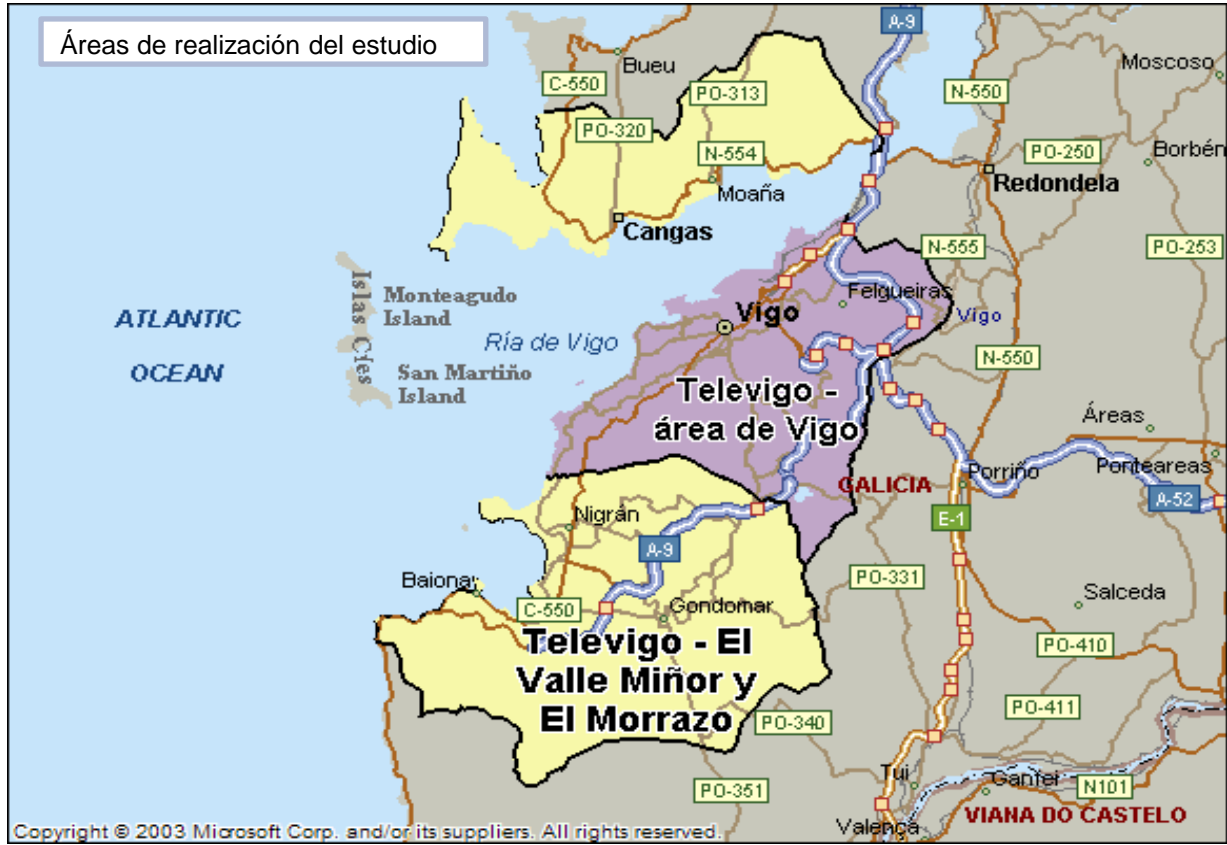 Áreas de realización del estudio
A-9
Bueu
Moscoso
C-550
PO-313
N-550
PO-320
PO-250
Borbén
N-554
Redondela
Moaña
Cangas
N-555
PO-253
Islas Cíes
Monteagudo
Island
Felgueiras
ATLANTIC
OCEAN
Vigo
Vigo
Ría de Vigo
San Martiño
Island
N-550
Televigo -
área de Vigo
Áreas
GALICIA
Porriño
Ponteareas
A-52
Nigrán
E-1
A-9
Baiona
PO-331
C-550
Gondomar
Salceda
Televigo - El
Valle Miñor y
El Morrazo
PO-410
PO-411
PO-340
Tui
Ganfei
N101
PO-351
VIANA DO CASTELO
Valença
Copyright © 2003 Microsoft Corp. and/or its suppliers. All rights reserved.